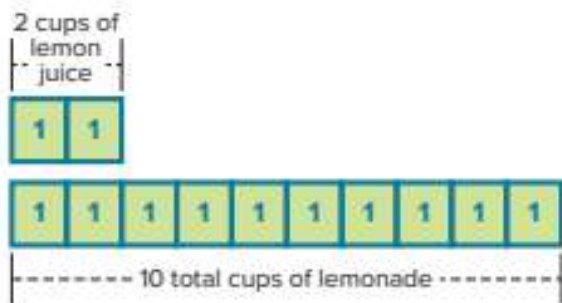 2 cups of
lemon
juice
1 1
1 1 1 1 1 1 1 1 1 1
10 total cups of lemonade